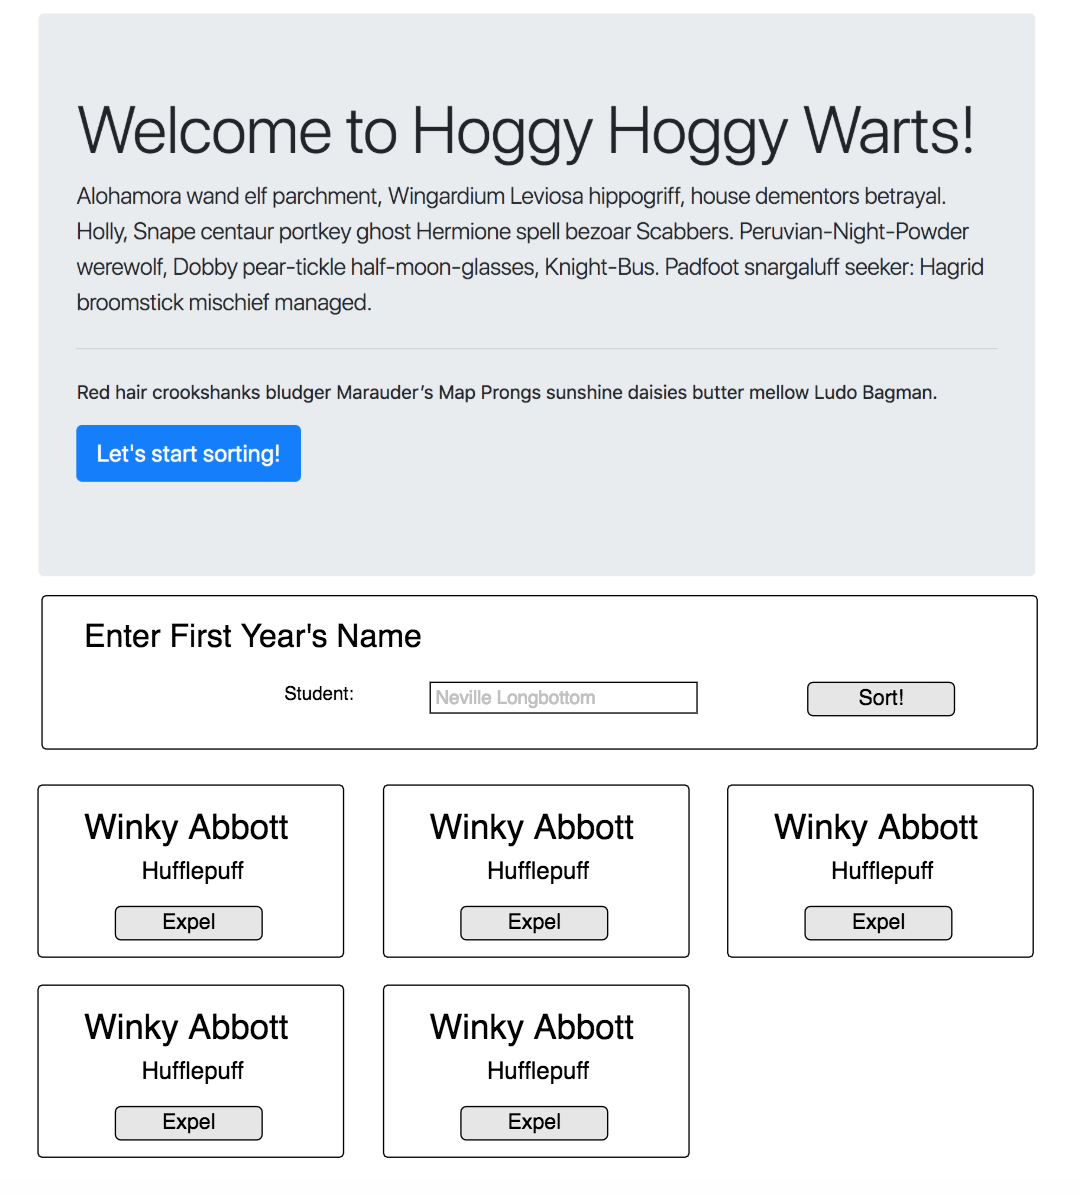 Welcome to Hoggy Hoggy Warts!
Alohamora wand elf parchment, Wingardium Leviosa hippogriff, house dementors betrayal.
Holly, Snape centaur portkey ghost Hermione spell bezoar Scabbers. Peruvian-Night-Powder
werewolf, Dobby pear-tickle half-moon-glasses, Knight-Bus. Padfoot snargaluff seeker: Hagrid
broomstick mischief managed.
Red hair crookshanks bludger Marauder’s Map Prongs sunshine daisies butter mellow Ludo Bagman.
Let's start sorting!
Enter First Year's Name
Student: Neville Longbottom Sort!
Winky Abbott Winky Abbott Winky Abbott
Hufflepuff Hufflepuff Hufflepuff
Expel Expel Expel
Winky Abbott Winky Abbott
Hufflepuff Hufflepuff
Expel Expel